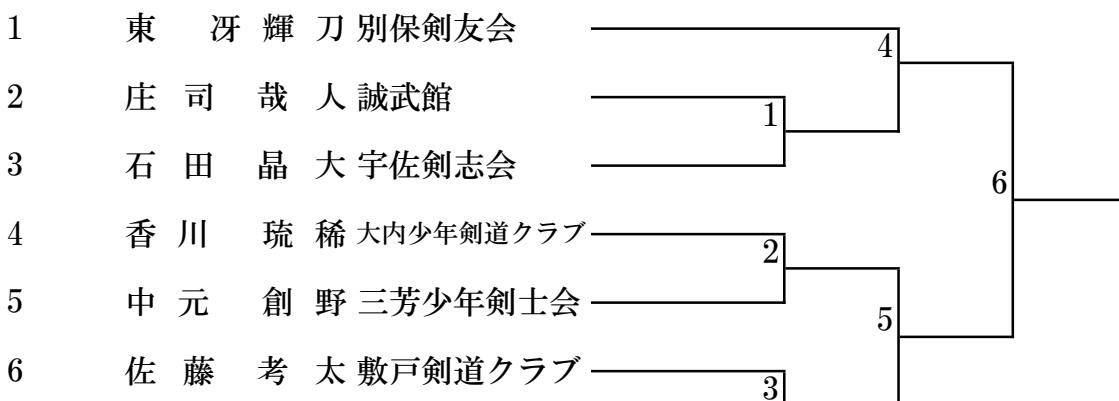 1 東 冴輝刀 別保剣友会
2 庄司 哉人 誠武館
3 石田 晶大 宇佐剣志会
4 香川 琉稀 大内少年剣道クラブ
5 中元 創野 三芳少年剣士会
6 佐藤 考太 敷戸剣道クラブ
4
1
6
2
5
3